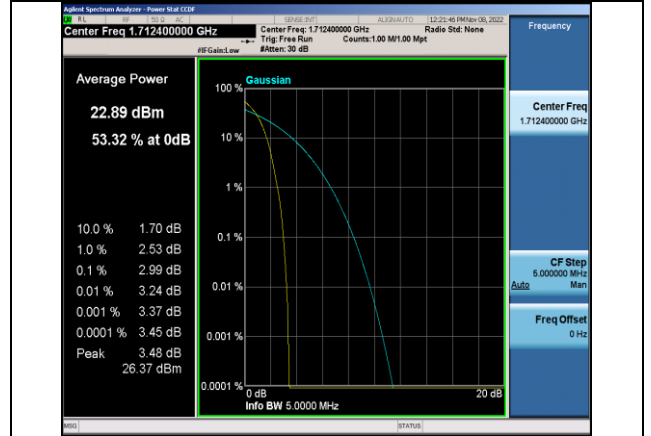 Agilent Spectrum Analyzer - Power Stat CCDF
RL RF 50 Ω AC SENSE:INT ALIGNAUTO 12:21:46 PM Nov 08, 2022
Center Freq 1.712400000 GHz
Center Freq: 1.712400000 GHz Radio Std: None
Trig: Free Run Counts:1.00 M/1.00 Mpt
#IFGain:Low #Atten: 30 dB
Frequency
Average Power
22.89 dBm
53.32 % at 0dB
10.0 % 1.70 dB
1.0 % 2.53 dB
0.1 % 2.99 dB
0.01 % 3.24 dB
0.001 % 3.37 dB
0.0001 % 3.45 dB
Peak 3.48 dB
26.37 dBm
Gaussian
100 %
10 %
1 %
0.1 %
0.01 %
0.001 %
0.0001 %
0 dB 20 dB
Info BW 5.0000 MHz
Center Freq
1.712400000 GHz
CF Step
5.000000 MHz
Auto Man
Freq Offset
0 Hz
MSG STATUS